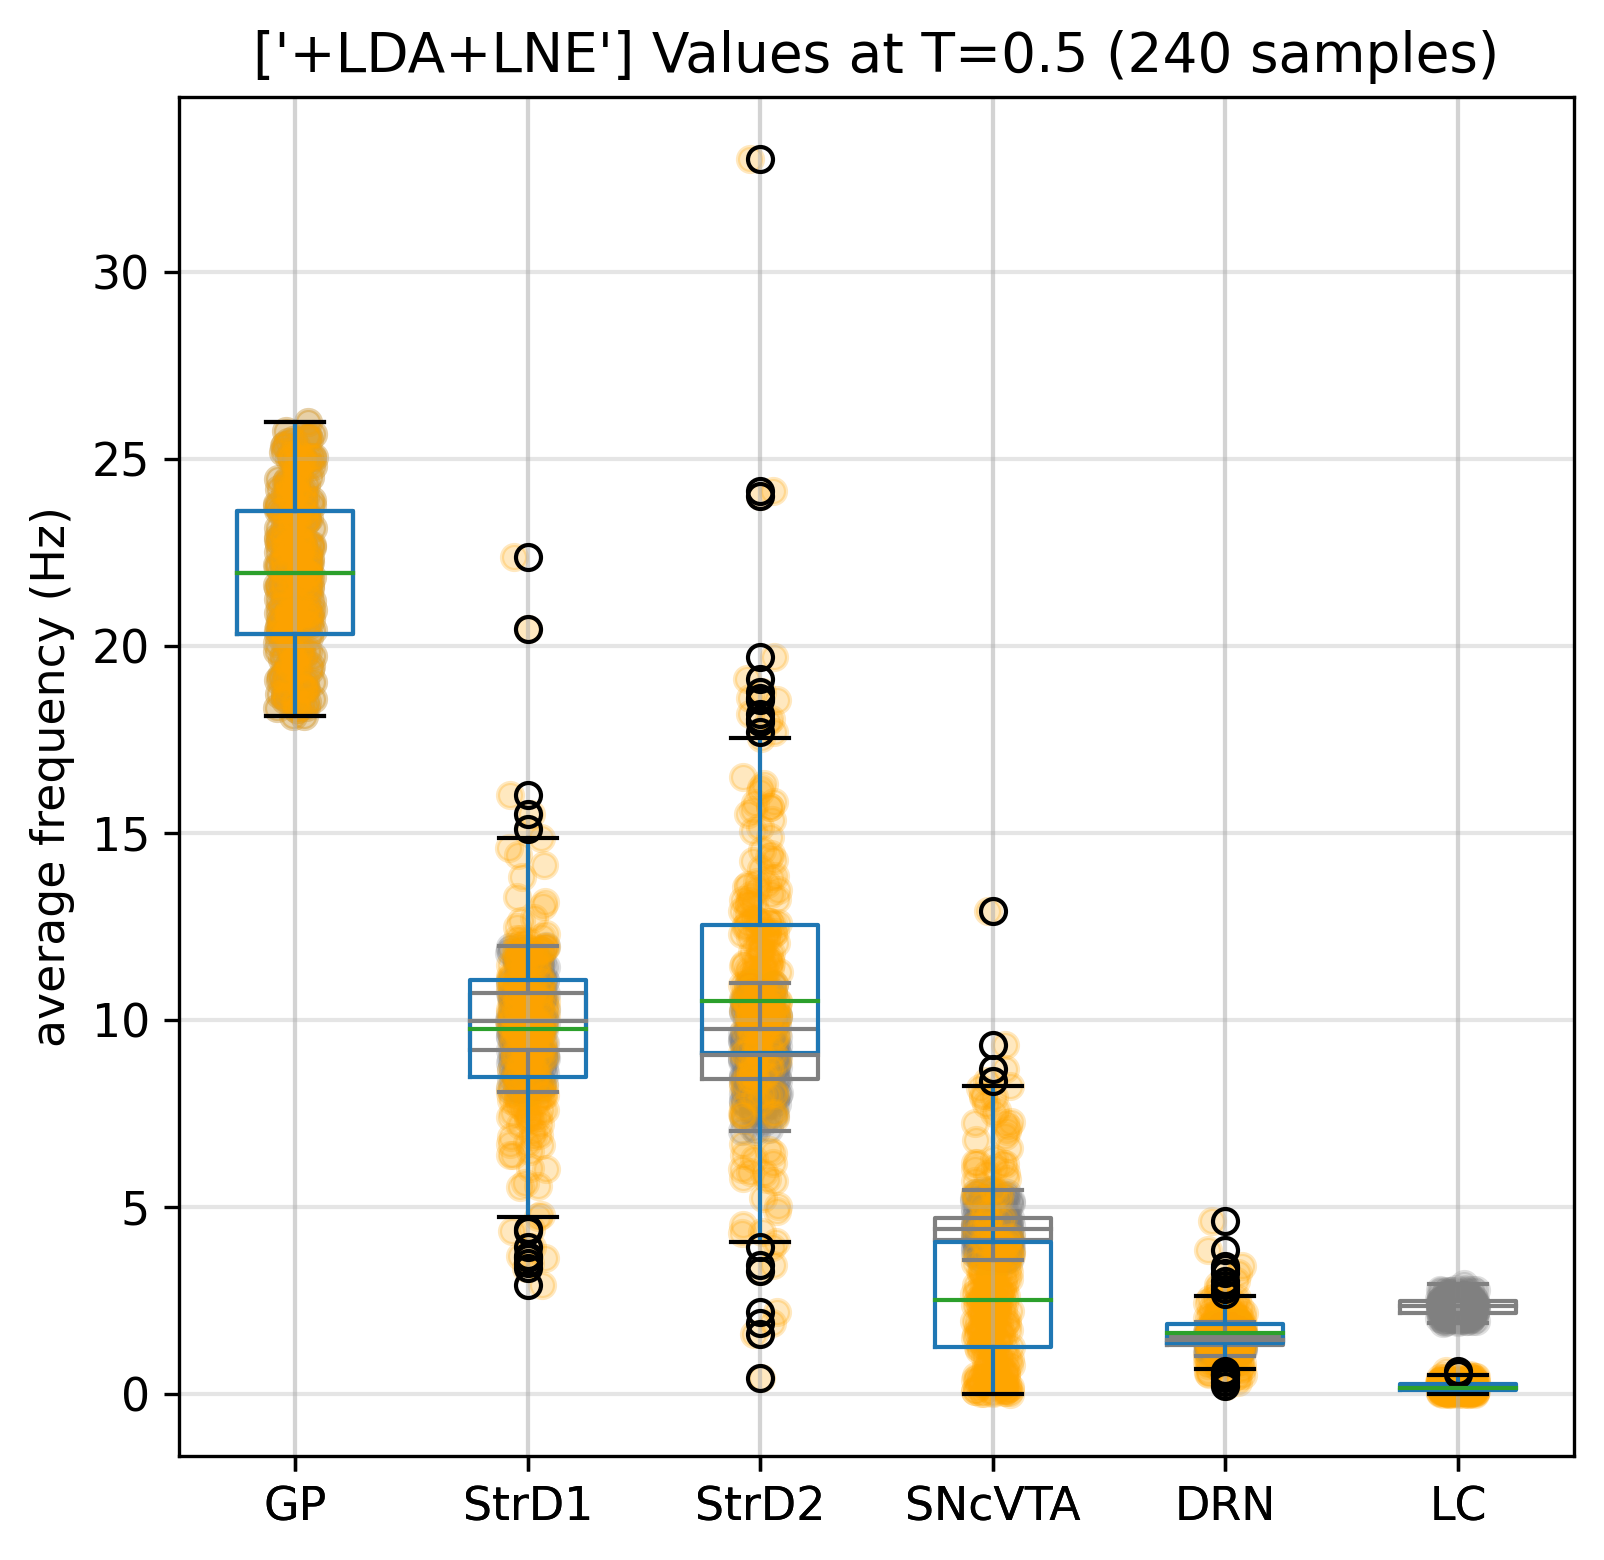 ['+LDA+LNE'] Values at T=0.5 (240 samples)
average frequency (Hz)
30
25
20
15
10
5
0
GP StrD1 StrD2 SNcVTA DRN LC